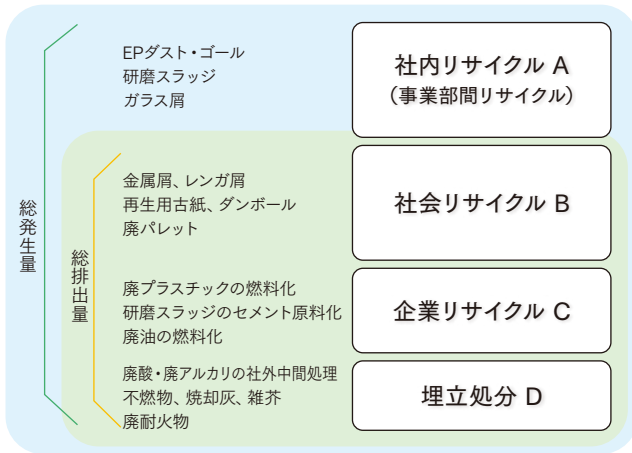 総発生量
総排出量
EPダスト・ゴール
研磨スラッジ
ガラス屑
社内リサイクル A
(事業部間リサイクル)
金属屑、レンガ屑
再生用古紙、ダンボール
廃パレット
社会リサイクル B
廃プラスチックの燃料化
研磨スラッジのセメント原料化
廃油の燃料化
企業リサイクル C
廃酸・廃アルカリの社外中間処理
不燃物、焼却灰、雑芥
廃耐火物
埋立処分 D